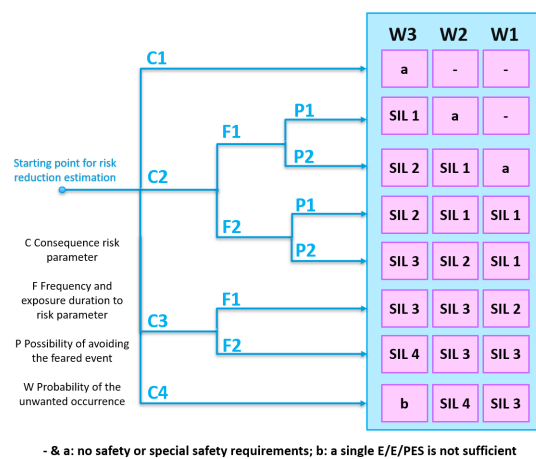 W3 W2 W1
C1
a - -
P1
SIL 1 a -
F1
P2
SIL 2 SIL 1 a
Starting point for risk
reduction estimation
C2
P1
SIL 2 SIL 1 SIL 1
F2
P2
SIL 3 SIL 2 SIL 1
C Consequence risk
parameter
F Frequency and
exposure duration to
risk parameter
F1
SIL 3 SIL 3 SIL 2
C3
F2
SIL 4 SIL 3 SIL 3
P Possibility of avoiding
the feared event
W Probability of the
unwanted occurrence
C4
b SIL 4 SIL 3
- & a: no safety or special safety requirements; b: a single E/E/PES is not sufficient